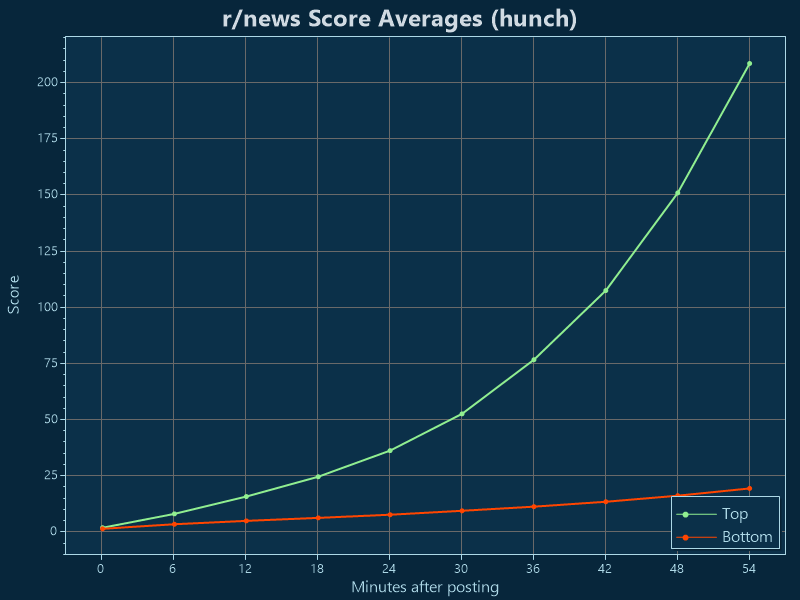 r/news Score Averages (hunch)
Score
200
175
150
125
100
75
50
25
0
Top
Bottom
0 6 12 18 24 30 36 42 48 54
Minutes after posting